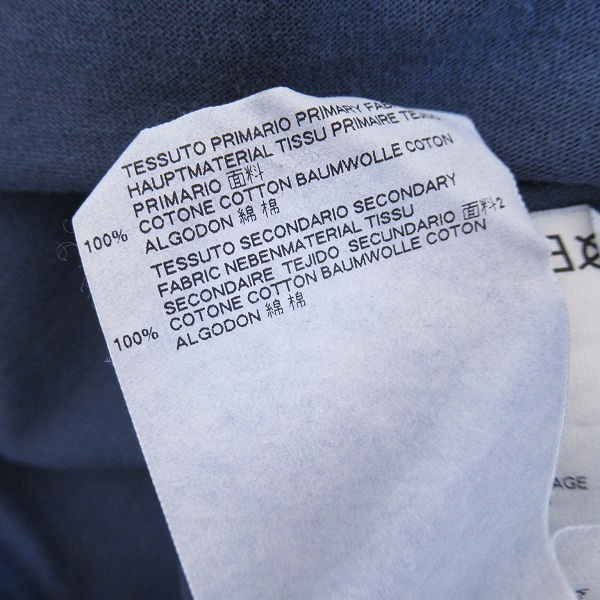 TESSUTO PRIMARIO PRIMARY FABRIC
HAUPTMATERIAL TISSU PRIMAIRE TEJIDO
PRIMARIO 面料
100% COTONE COTTON BAUMWOLLE COTON
ALGODON 綿 棉
TESSUTO SECONDARIO SECONDARY
FABRIC NEBENMATERIAL TISSU
SECONDAIRE TEJIDO SECUNDARIO 面料2
100% COTONE COTTON BAUMWOLLE COTON
ALGODON 綿 棉